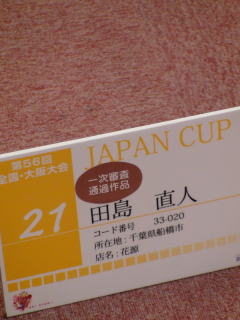 第56回
全国・大阪大会
JAPAN CUP
一次審査
通過作品
21
田島 直人
コード番号 33-020
所在地:千葉県船橋市
店名:花源